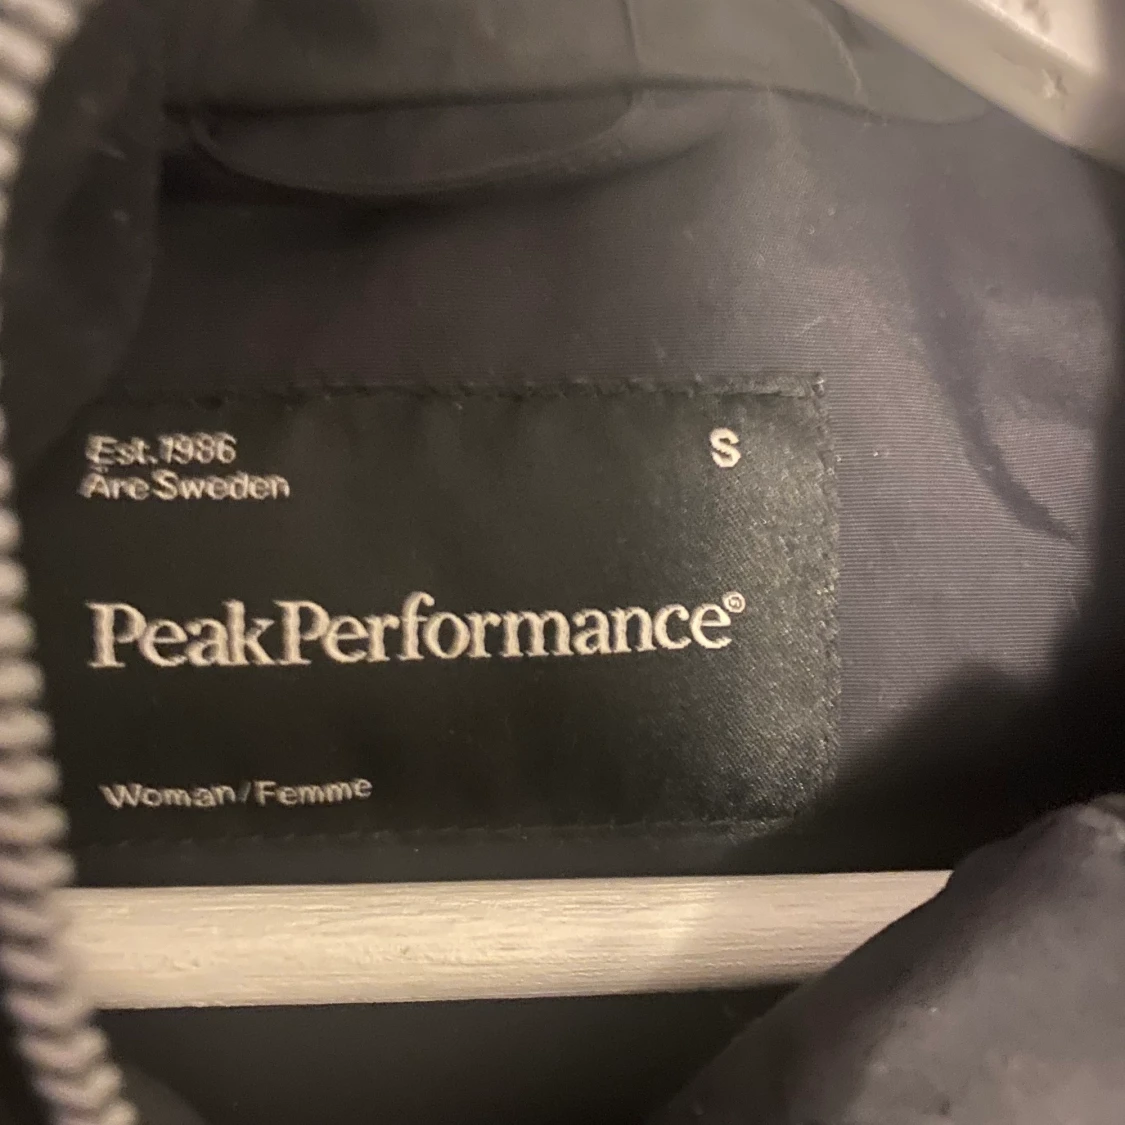 Est. 1986
Åre Sweden
S
PeakPerformance®
Woman/Femme